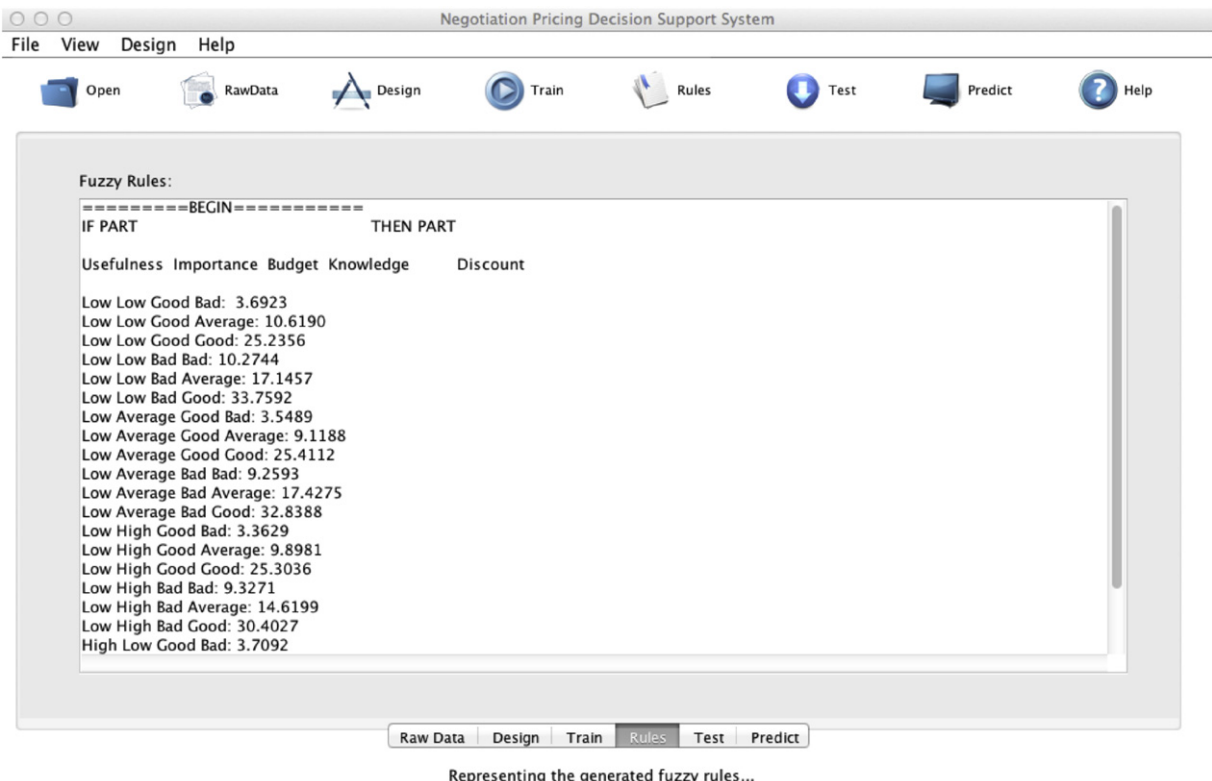 Negotiation Pricing Decision Support System
File View Design Help
Open RawData Design Train Rules Test Predict Help
Fuzzy Rules:
=========BEGIN===========
IF PART THEN PART
Usefulness Importance Budget Knowledge Discount
Low Low Good Bad: 3.6923
Low Low Good Average: 10.6190
Low Low Good Good: 25.2356
Low Low Bad Bad: 10.2744
Low Low Bad Average: 17.1457
Low Low Bad Good: 33.7592
Low Average Good Bad: 3.5489
Low Average Good Average: 9.1188
Low Average Good Good: 25.4112
Low Average Bad Bad: 9.2593
Low Average Bad Average: 17.4275
Low Average Bad Good: 32.8388
Low High Good Bad: 3.3629
Low High Good Average: 9.8981
Low High Good Good: 25.3036
Low High Bad Bad: 9.3271
Low High Bad Average: 14.6199
Low High Bad Good: 30.4027
High Low Good Bad: 3.7092
Raw Data Design Train Rules Test Predict
Representing the generated fuzzy rules...